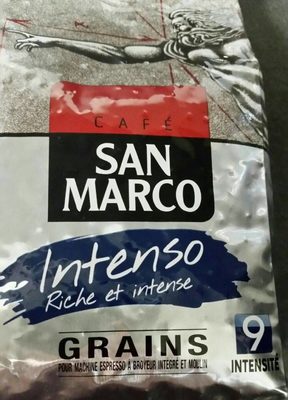 CAFÉ
SAN
MARCO
Intenso
Riche et intense
GRAINS
POUR MACHINE ESPRESSO À BROYEUR INTÉGRÉ ET MOULIN
9
INTENSITÉ